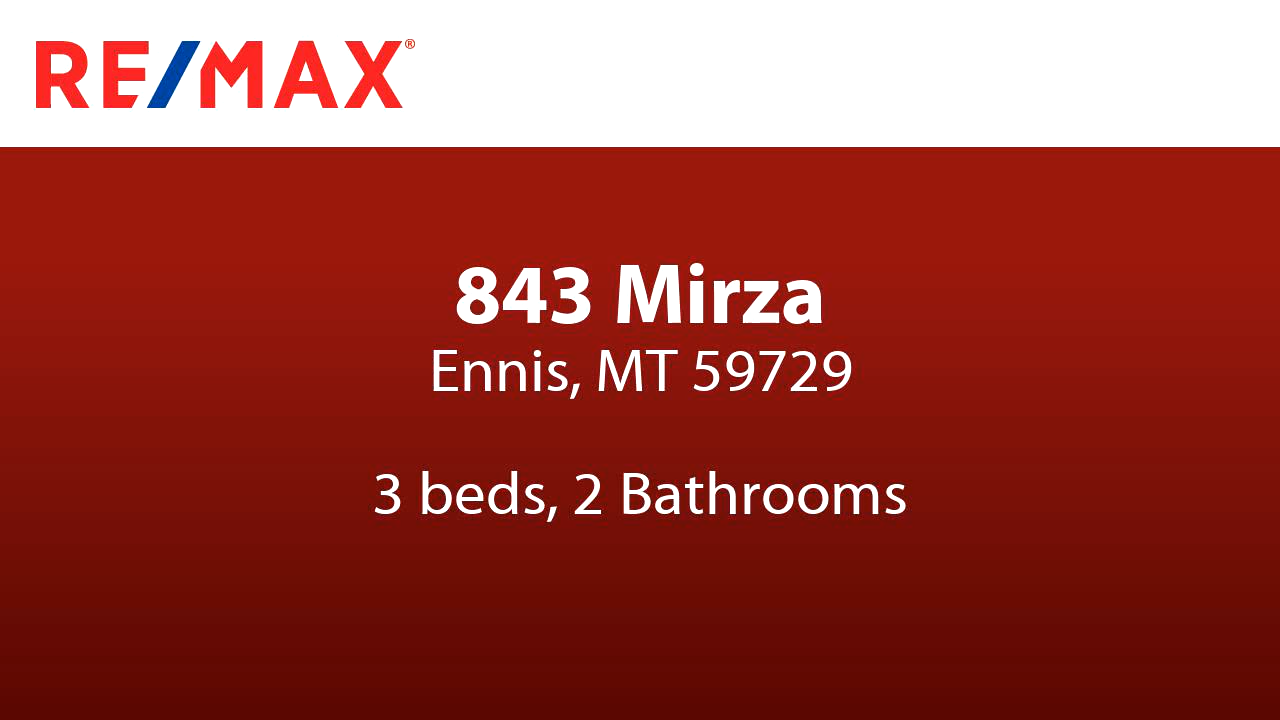 RE/MAX®
843 Mirza
Ennis, MT 59729
3 beds, 2 Bathrooms